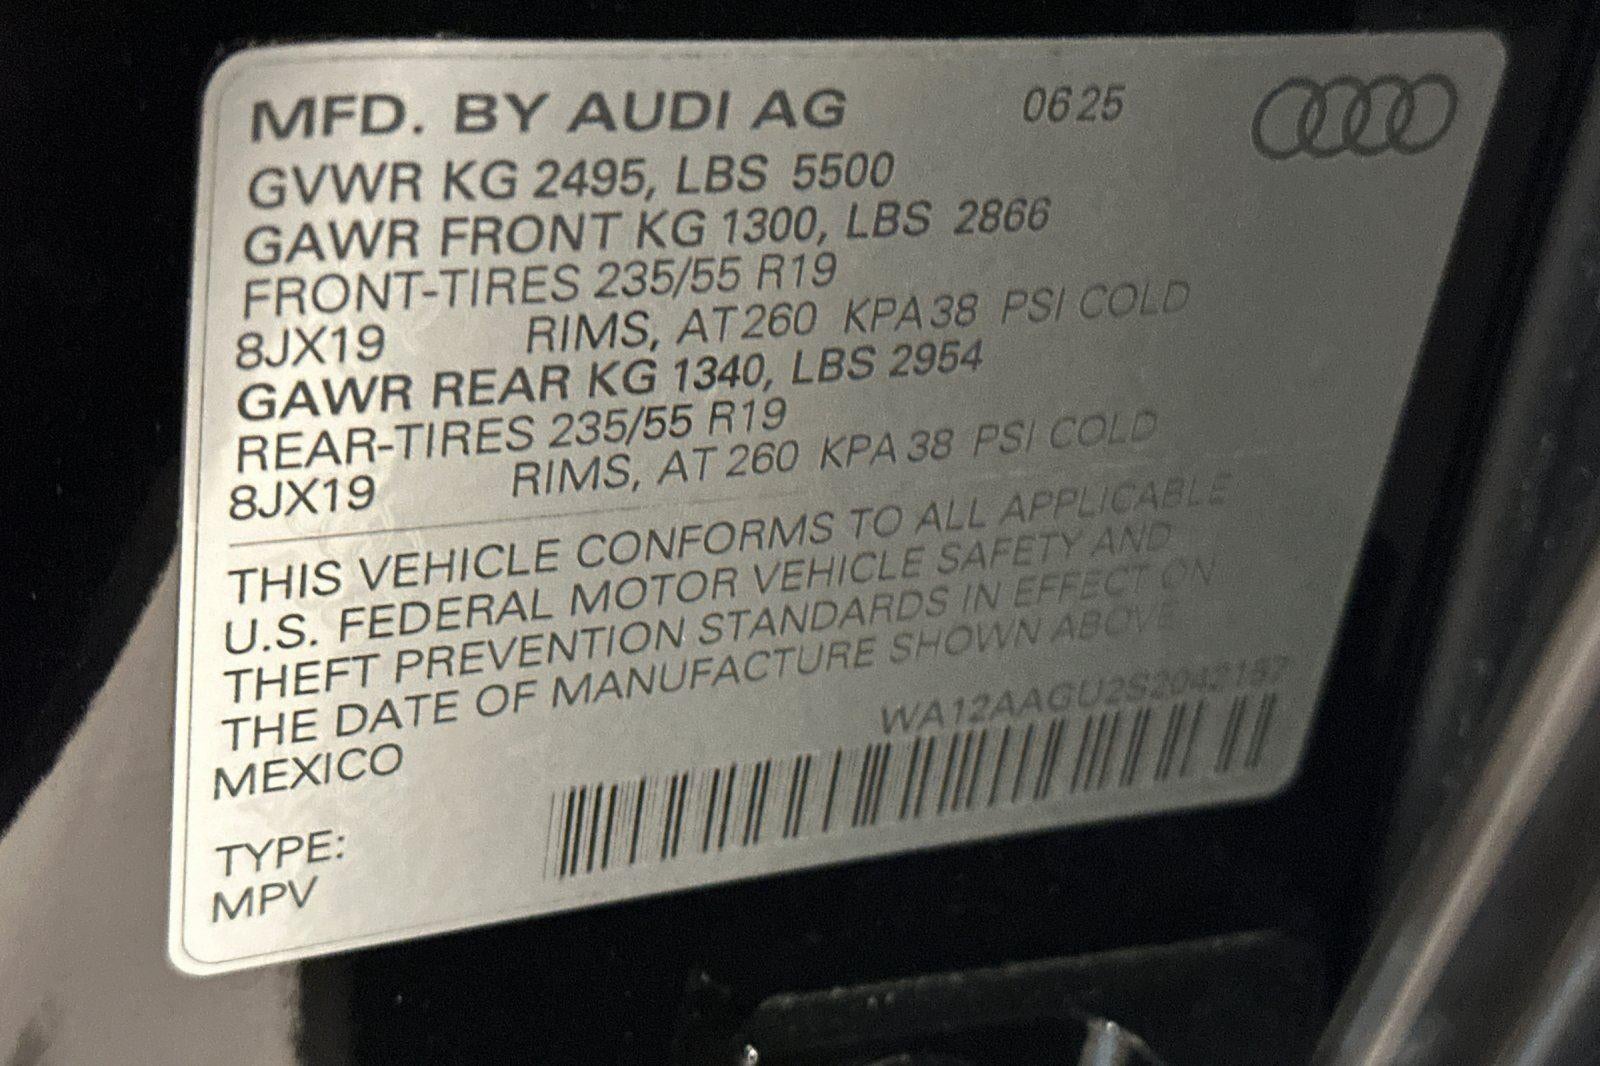 MFD. BY AUDI AG 0625
GVWR KG 2495, LBS 5500
GAWR FRONT KG 1300, LBS 2866
FRONT-TIRES 235/55 R19
8JX19 RIMS, AT 260 KPA 38 PSI COLD
GAWR REAR KG 1340, LBS 2954
REAR-TIRES 235/55 R19
8JX19 RIMS, AT 260 KPA 38 PSI COLD
THIS VEHICLE CONFORMS TO ALL APPLICABLE
U.S. FEDERAL MOTOR VEHICLE SAFETY AND
THEFT PREVENTION STANDARDS IN EFFECT ON
THE DATE OF MANUFACTURE SHOWN ABOVE
WA12AAGU2S2042157
MEXICO
TYPE:
MPV